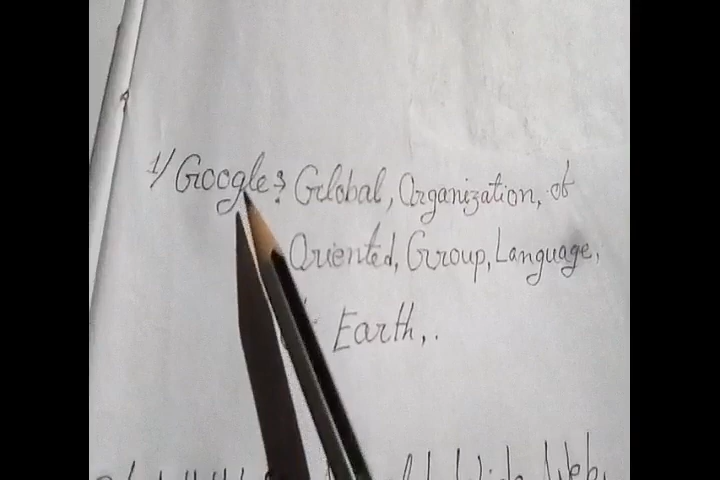 1/ Google? Global, Organization, of
Oriented, Group, Language,
Earth,.